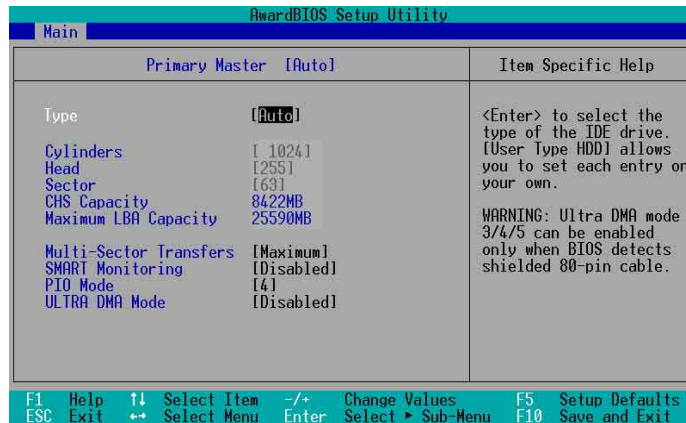 AwardBIOS Setup Utility
Main
Primary Master [Auto]
Item Specific Help
Type [Auto]
Cylinders [ 1024]
Head [255]
Sector [63]
CHS Capacity 8422MB
Maximum LBA Capacity 25590MB
Multi-Sector Transfers [Maximum]
SMART Monitoring [Disabled]
PIO Mode [4]
ULTRA DMA Mode [Disabled]
<Enter> to select the
type of the IDE drive.
[User Type HDD] allows
you to set each entry on
your own.
WARNING: Ultra DMA mode
3/4/5 can be enabled
only when BIOS detects
shielded 80-pin cable.
F1 Help ↑↓ Select Item -/+ Change Values F5 Setup Defaults
ESC Exit ←→ Select Menu Enter Select ► Sub-Menu F10 Save and Exit